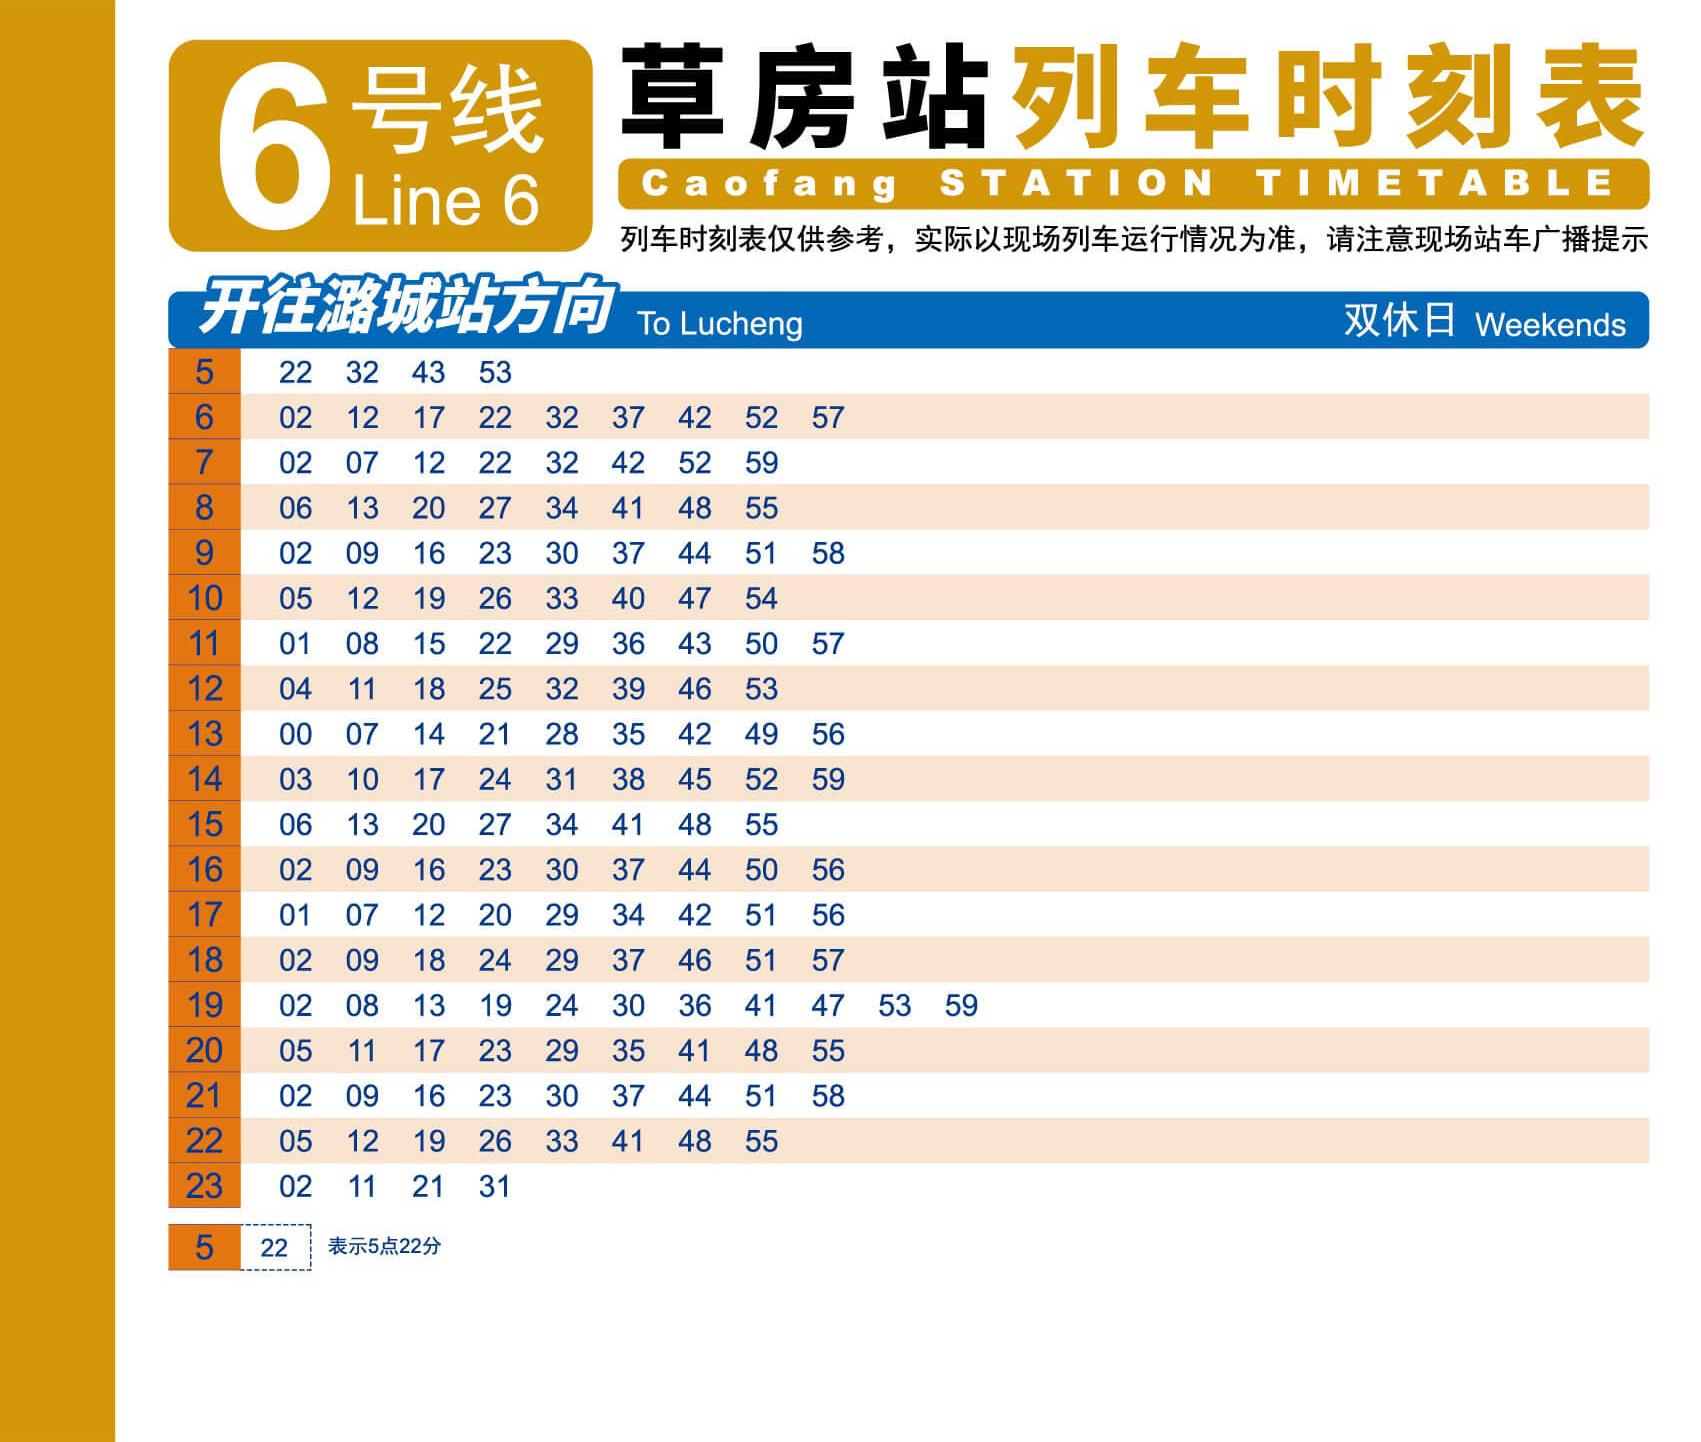 6号线
Line 6
草房站列车时刻表
Caofang STATION TIMETABLE
列车时刻表仅供参考，实际以现场列车运行情况为准，请注意现场站车广播提示
开往潞城站方向 To Lucheng 双休日 Weekends
5 22 32 43 53
6 02 12 17 22 32 37 42 52 57
7 02 07 12 22 32 42 52 59
8 06 13 20 27 34 41 48 55
9 02 09 16 23 30 37 44 51 58
10 05 12 19 26 33 40 47 54
11 01 08 15 22 29 36 43 50 57
12 04 11 18 25 32 39 46 53
13 00 07 14 21 28 35 42 49 56
14 03 10 17 24 31 38 45 52 59
15 06 13 20 27 34 41 48 55
16 02 09 16 23 30 37 44 50 56
17 01 07 12 20 29 34 42 51 56
18 02 09 18 24 29 37 46 51 57
19 02 08 13 19 24 30 36 41 47 53 59
20 05 11 17 23 29 35 41 48 55
21 02 09 16 23 30 37 44 51 58
22 05 12 19 26 33 41 48 55
23 02 11 21 31
5 22 表示5点22分